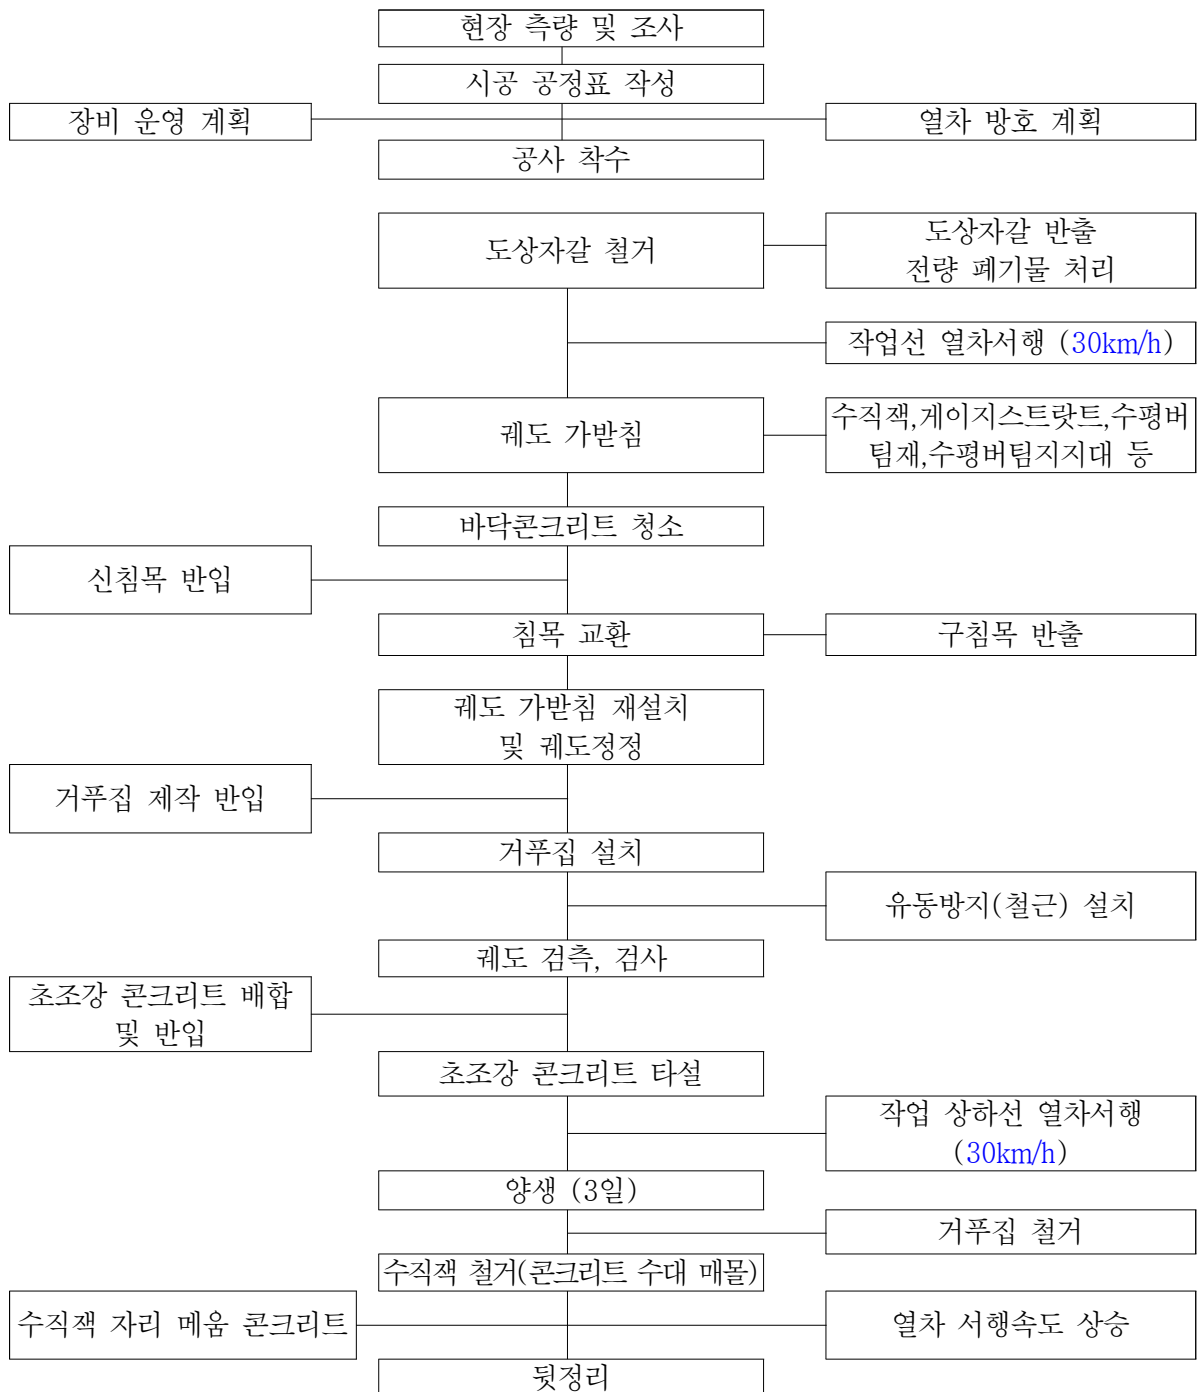 현장 측량 및 조사
시공 공정표 작성
장비 운영 계획
열차 방호 계획
공사 착수
도상자갈 철거
도상자갈 반출
전량 폐기물 처리
작업선 열차서행 (30km/h)
궤도 가받침
수직잭,게이지스트랏트,수평버
팀재,수평버팀지지대 등
바닥콘크리트 청소
신침목 반입
침목 교환
구침목 반출
궤도 가받침 재설치
및 궤도정정
거푸집 제작 반입
거푸집 설치
유동방지(철근) 설치
궤도 검측, 검사
초조강 콘크리트 배합
및 반입
초조강 콘크리트 타설
작업 상하선 열차서행
(30km/h)
양생 (3일)
거푸집 철거
수직잭 철거(콘크리트 수대 매몰)
수직잭 자리 메움 콘크리트
열차 서행속도 상승
뒷정리